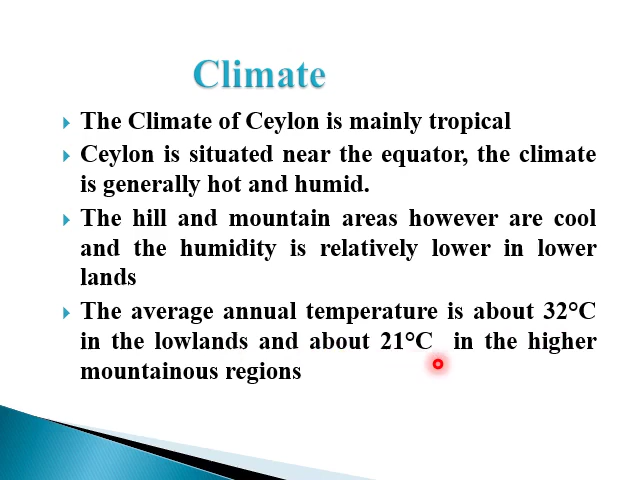 Climate
The Climate of Ceylon is mainly tropical
Ceylon is situated near the equator, the climate
is generally hot and humid.
The hill and mountain areas however are cool
and the humidity is relatively lower in lower
lands
The average annual temperature is about 32°C
in the lowlands and about 21°C in the higher
mountainous regions